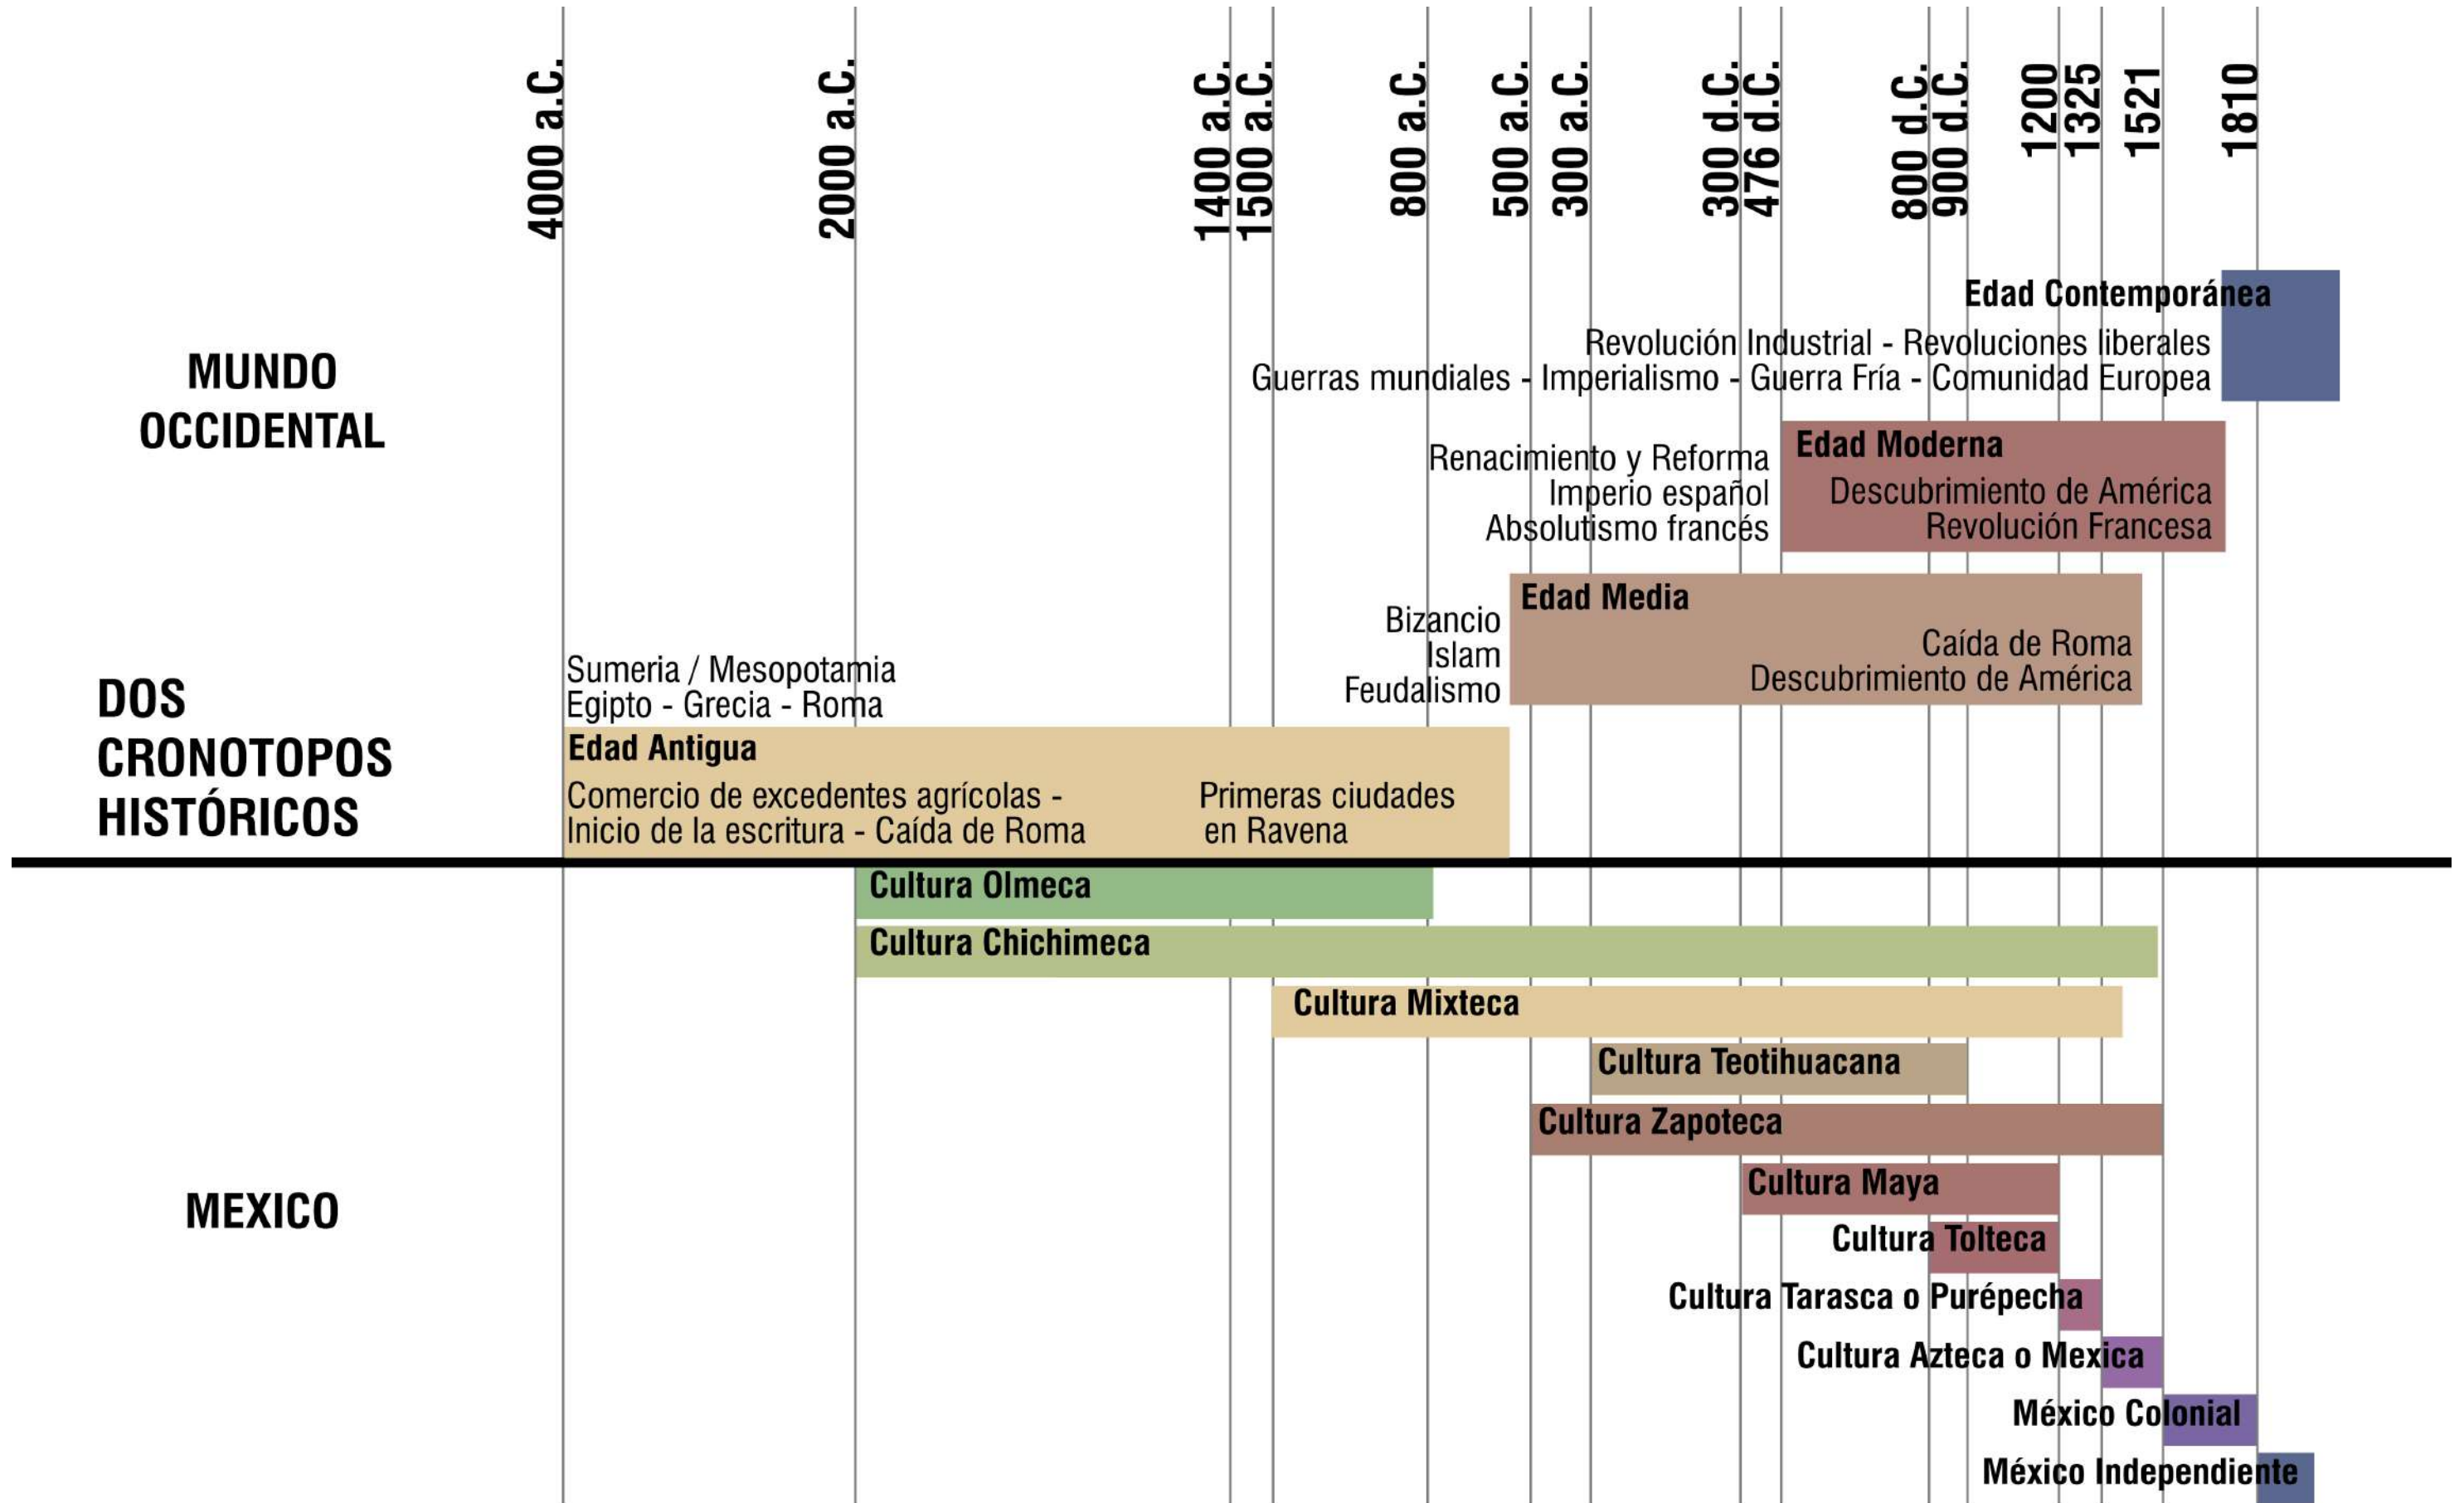 4000 a.C.
2000 a.C.
1400 a.C.
1500 a.C.
800 a.C.
500 a.C.
300 a.C.
300 d.C.
476 d.C.
800 d.C.
900 d.C.
1200
1325
1521
1810
MUNDO
OCCIDENTAL
Edad Contemporánea
Revolución Industrial - Revoluciones liberales
Guerras mundiales - Imperialismo - Guerra Fría - Comunidad Europea
Renacimiento y Reforma
Imperio español
Absolutismo francés
Edad Moderna
Descubrimiento de América
Revolución Francesa
Bizancio
Islam
Feudalismo
Edad Media
Caída de Roma
Descubrimiento de América
DOS
CRONOTOPOS
HISTÓRICOS
Sumeria / Mesopotamia
Egipto - Grecia - Roma
Edad Antigua
Comercio de excedentes agrícolas -
Inicio de la escritura - Caída de Roma
Primeras ciudades
en Ravena
MEXICO
Cultura Olmeca
Cultura Chichimeca
Cultura Mixteca
Cultura Teotihuacana
Cultura Zapoteca
Cultura Maya
Cultura Tolteca
Cultura Tarasca o Purépecha
Cultura Azteca o Mexica
México Colonial
México Independiente